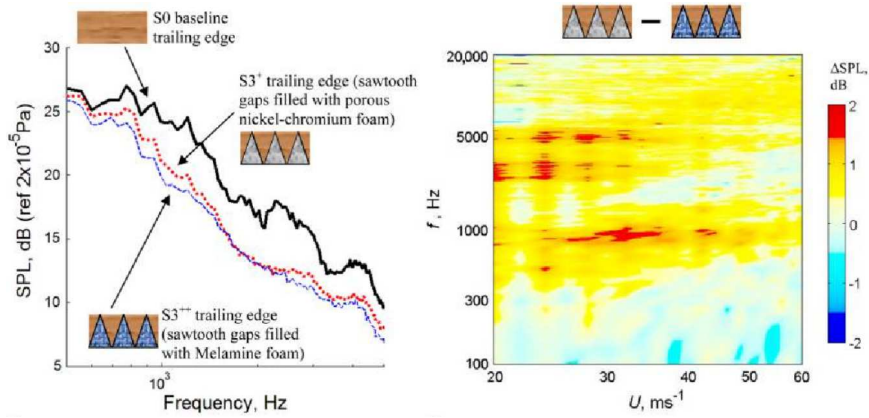 S0 baseline
trailing edge
S3⁺ trailing edge (sawtooth
gaps filled with porous
nickel-chromium foam)
S3⁺⁺ trailing edge
(sawtooth gaps filled
with Melamine foam)
SPL, dB (ref 2x10⁻⁵Pa)
30
25
20
15
10
5
10³
Frequency, Hz
20,000
5000
1000
300
100
f, Hz
20
30
40
50
60
U, ms⁻¹
ΔSPL,
dB
2
1
0
-1
-2